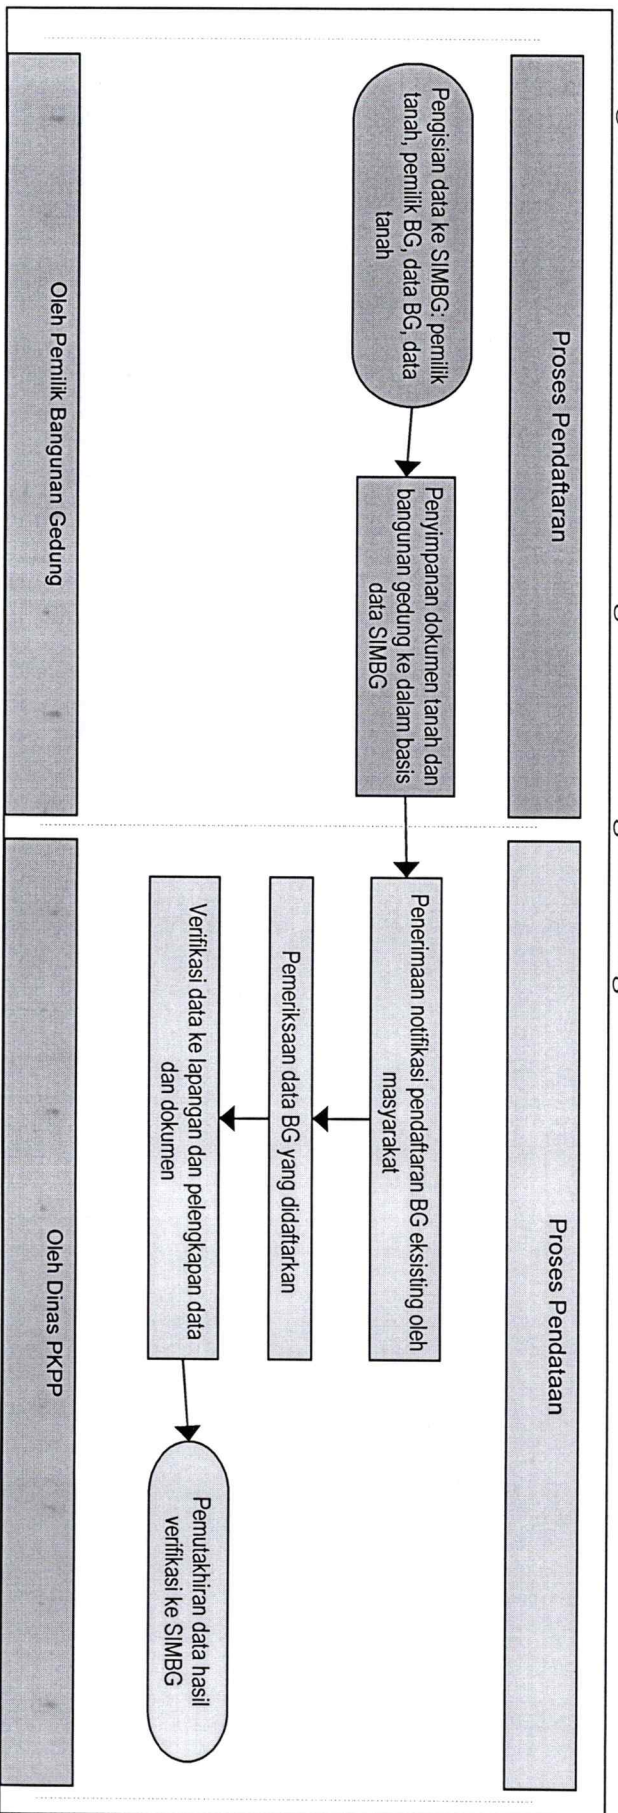 Proses Pendaftaran
Pengisian data ke SIMBG: pemilik
tanah, pemilik BG, data BG, data
tanah
Penyimpanan dokumen tanah dan
bangunan gedung ke dalam basis
data SIMBG
Oleh Pemilik Bangunan Gedung
Proses Pendataan
Penerimaan notifikasi pendaftaran BG eksisting oleh
masyarakat
Pemeriksaan data BG yang didaftarkan
Verifikasi data ke lapangan dan pelengkapan data
dan dokumen
Pemutakhiran data hasil
verifikasi ke SIMBG
Oleh Dinas PKPP